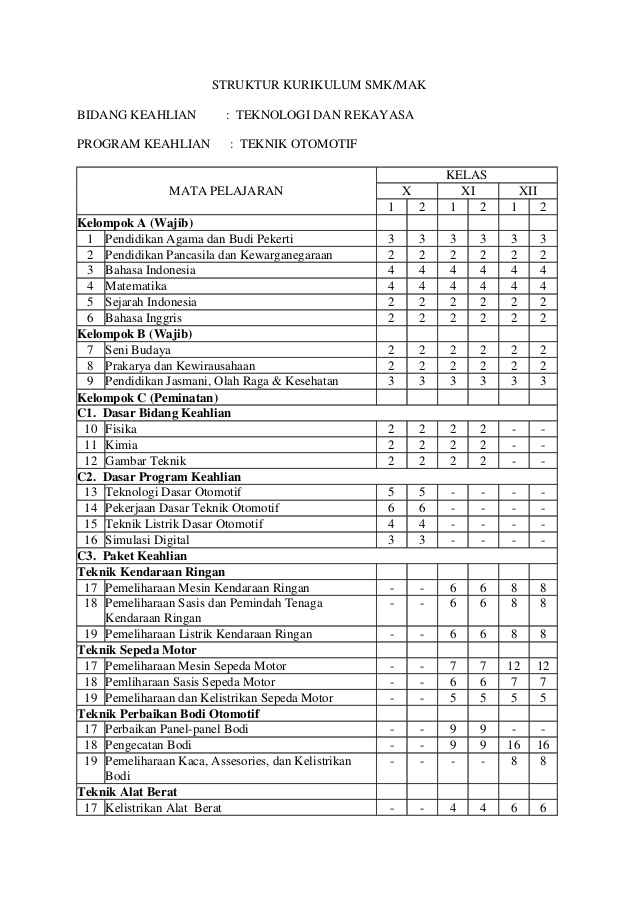 STRUKTUR KURIKULUM SMK/MAK
BIDANG KEAHLIAN : TEKNOLOGI DAN REKAYASA
PROGRAM KEAHLIAN : TEKNIK OTOMOTIF
MATA PELAJARAN KELAS
X XI XII
1 2 1 2 1 2
Kelompok A (Wajib)
1 Pendidikan Agama dan Budi Pekerti 3 3 3 3 3 3
2 Pendidikan Pancasila dan Kewarganegaraan 2 2 2 2 2 2
3 Bahasa Indonesia 4 4 4 4 4 4
4 Matematika 4 4 4 4 4 4
5 Sejarah Indonesia 2 2 2 2 2 2
6 Bahasa Inggris 2 2 2 2 2 2
Kelompok B (Wajib)
7 Seni Budaya 2 2 2 2 2 2
8 Prakarya dan Kewirausahaan 2 2 2 2 2 2
9 Pendidikan Jasmani, Olah Raga & Kesehatan 3 3 3 3 3 3
Kelompok C (Peminatan)
C1. Dasar Bidang Keahlian
10 Fisika 2 2 2 2 - -
11 Kimia 2 2 2 2 - -
12 Gambar Teknik 2 2 2 2 - -
C2. Dasar Program Keahlian
13 Teknologi Dasar Otomotif 5 5 - - - -
14 Pekerjaan Dasar Teknik Otomotif 6 6 - - - -
15 Teknik Listrik Dasar Otomotif 4 4 - - - -
16 Simulasi Digital 3 3 - - - -
C3. Paket Keahlian
Teknik Kendaraan Ringan
17 Pemeliharaan Mesin Kendaraan Ringan - - 6 6 8 8
18 Pemeliharaan Sasis dan Pemindah Tenaga - - 6 6 8 8
Kendaraan Ringan
19 Pemeliharaan Listrik Kendaraan Ringan - - 6 6 8 8
Teknik Sepeda Motor
17 Pemeliharaan Mesin Sepeda Motor - - 7 7 12 12
18 Pemliharaan Sasis Sepeda Motor - - 6 6 7 7
19 Pemeliharaan dan Kelistrikan Sepeda Motor - - 5 5 5 5
Teknik Perbaikan Bodi Otomotif
17 Perbaikan Panel-panel Bodi - - 9 9 - -
18 Pengecatan Bodi - - 9 9 16 16
19 Pemeliharaan Kaca, Assesories, dan Kelistrikan - - - - 8 8
Bodi
Teknik Alat Berat
17 Kelistrikan Alat Berat - - 4 4 6 6